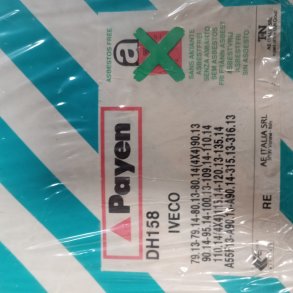 ASBESTOS FREE
a
SANS AMIANTE
ASBESTFREI
SENZA AMIANTO
SEM ASBESTOS
ASBESTVRIJ
ASBESTFRI
SIN ASBESTO
Payen
DH158
IVECO
79.13-79.14-80.13-80.14(4X4)90.13
90.14-95.14-100.13-109.14-110.14
110.14(4X4)115.14-120.13-135.14
A55F13-A90.14-A90.14-315.13-316.13
AE ITALIA SRL
RE